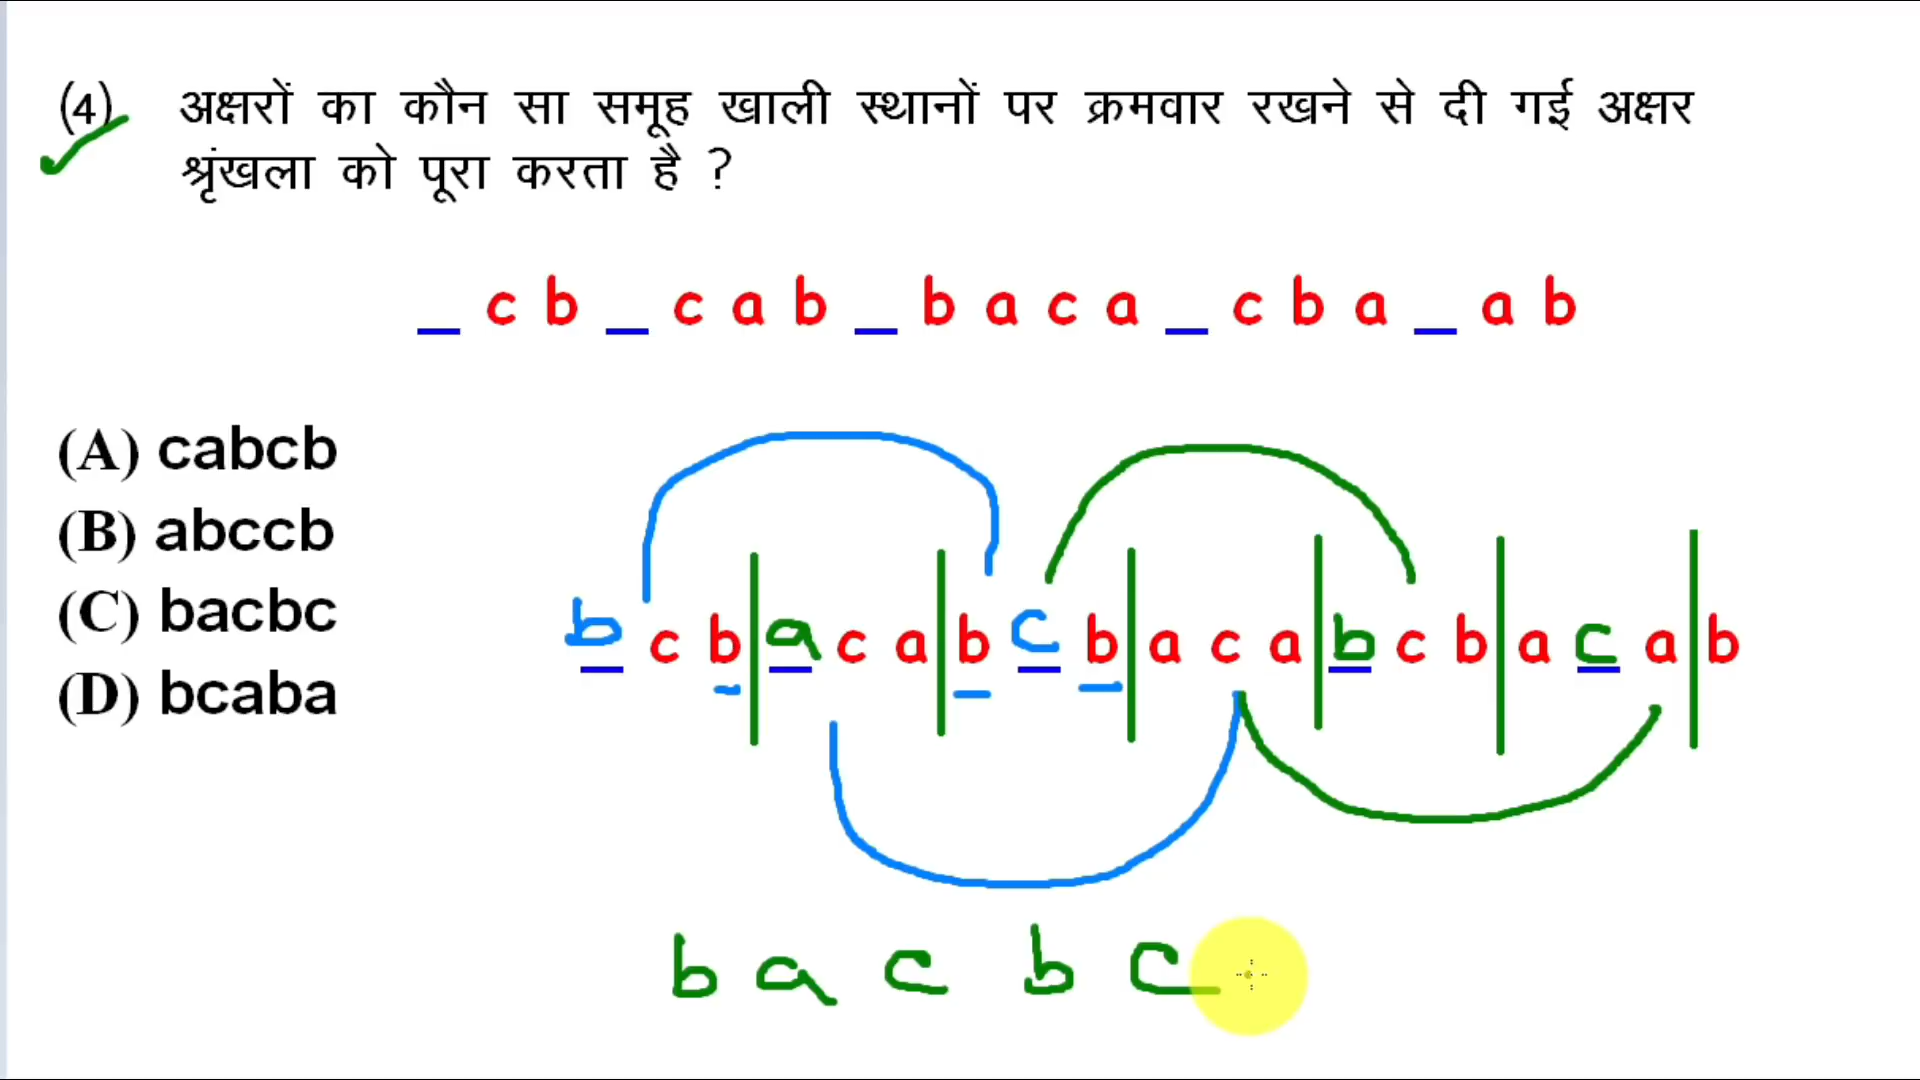 (4) अक्षरों का कौन सा समूह खाली स्थानों पर क्रमवार रखने से दी गई अक्षर
श्रृंखला को पूरा करता है ?
_ c b _ c a b _ b a c a _ c b a _ a b
(A) cabcb
(B) abccb
(C) bacbc
(D) bcaba
b c b | a c a | b c b | a c a | b c b | a c a | b
b a c b c